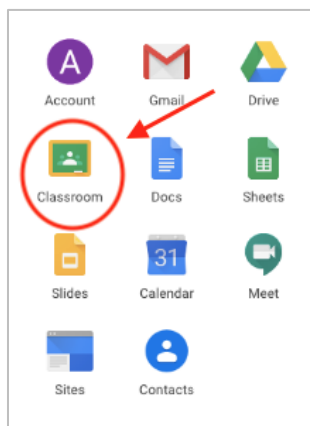 A
Account Gmail Drive
Classroom Docs Sheets
31
Slides Calendar Meet
Sites Contacts